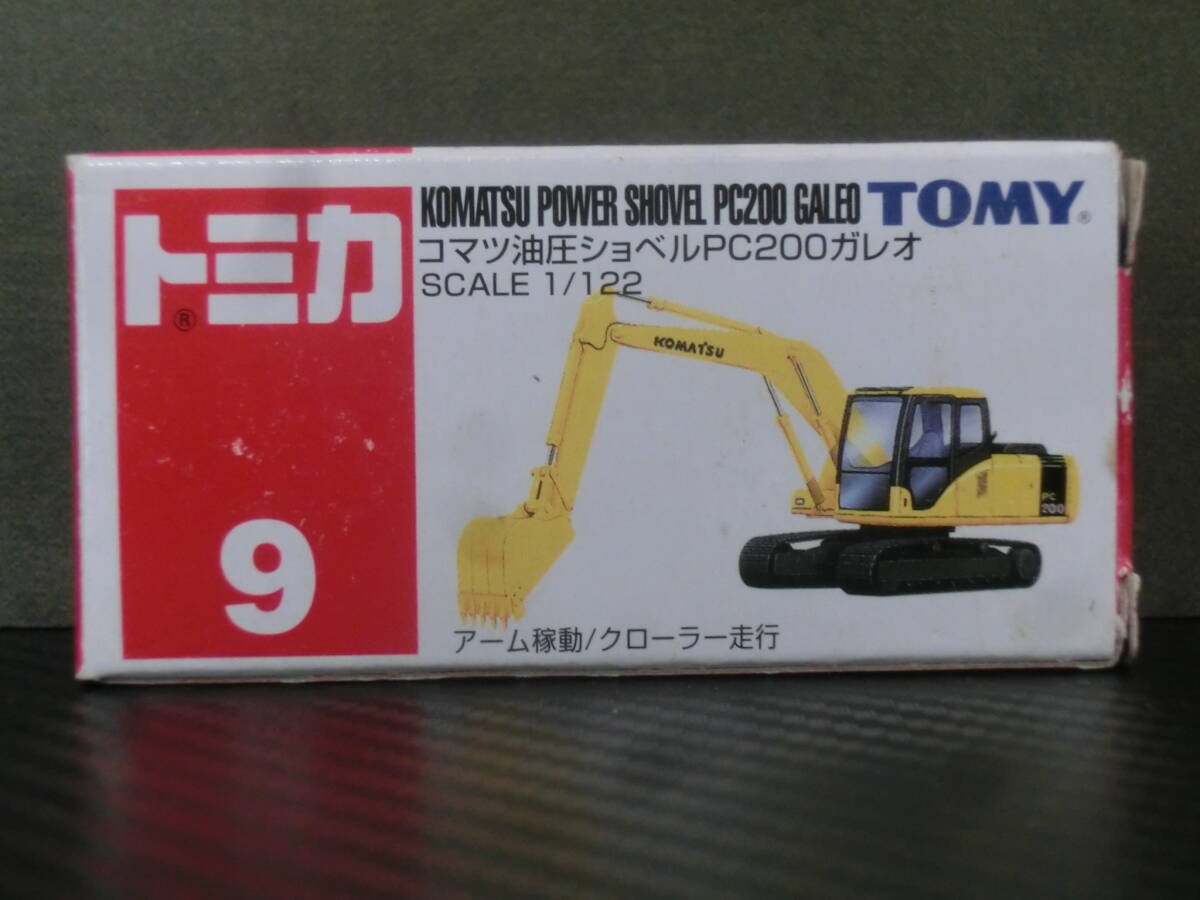 トミカ
®
9
KOMATSU POWER SHOVEL PC200 GALEO TOMY®
コマツ油圧ショベルPC200ガレオ
SCALE 1/122
KOMATSU
PC
200
アーム稼動/クローラー走行